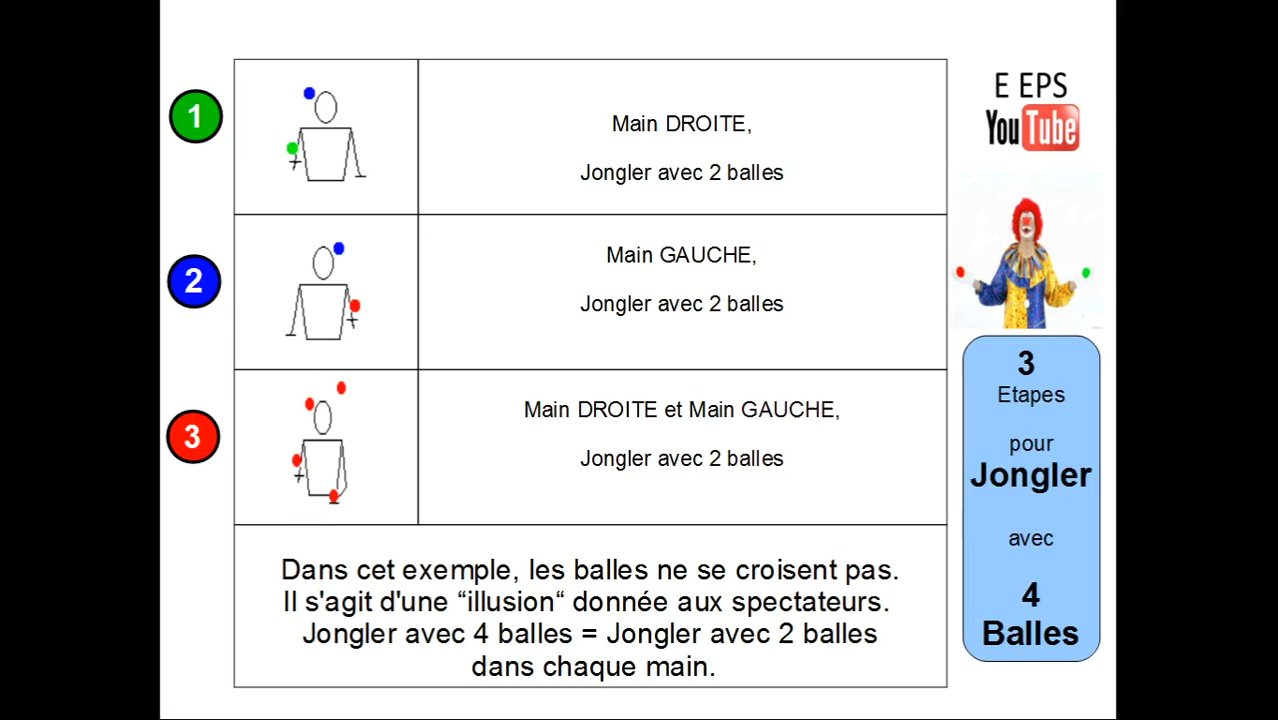 1
Main DROITE,
Jongler avec 2 balles
2
Main GAUCHE,
Jongler avec 2 balles
3
Main DROITE et Main GAUCHE,
Jongler avec 2 balles
Dans cet exemple, les balles ne se croisent pas.
Il s'agit d'une “illusion“ donnée aux spectateurs.
Jongler avec 4 balles = Jongler avec 2 balles
dans chaque main.
E EPS
YouTube
3
Etapes
pour
Jongler
avec
4
Balles